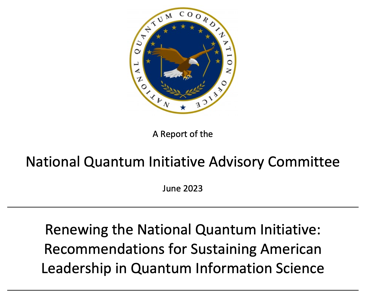 NATIONAL QUANTUM COORDINATION OFFICE
A Report of the
National Quantum Initiative Advisory Committee
June 2023
Renewing the National Quantum Initiative:
Recommendations for Sustaining American
Leadership in Quantum Information Science